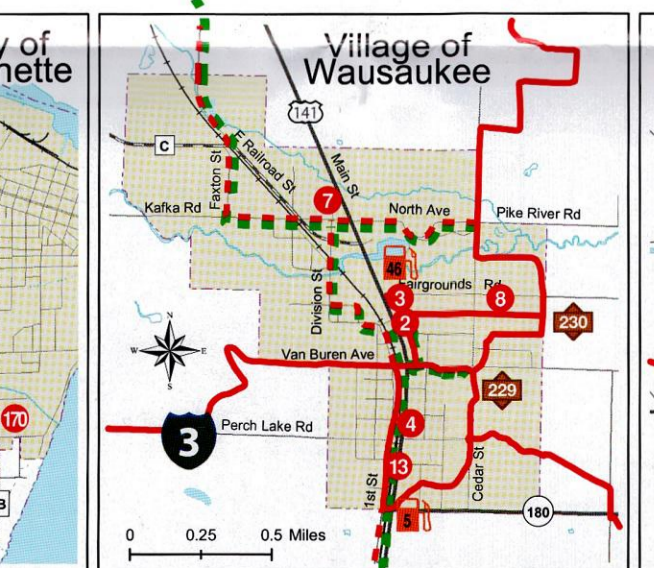 y of
nette
170
B
Village of
Wausaukee
141
C
E Railroad St
Faxton St
Main St
7
Kafka Rd
North Ave
Pike River Rd
46
Fairgrounds Rd
3
8
Division St
2
230
N
W E
S
Van Buren Ave
229
3
Perch Lake Rd
4
13
1st St
Cedar St
5
180
0 0.25 0.5 Miles